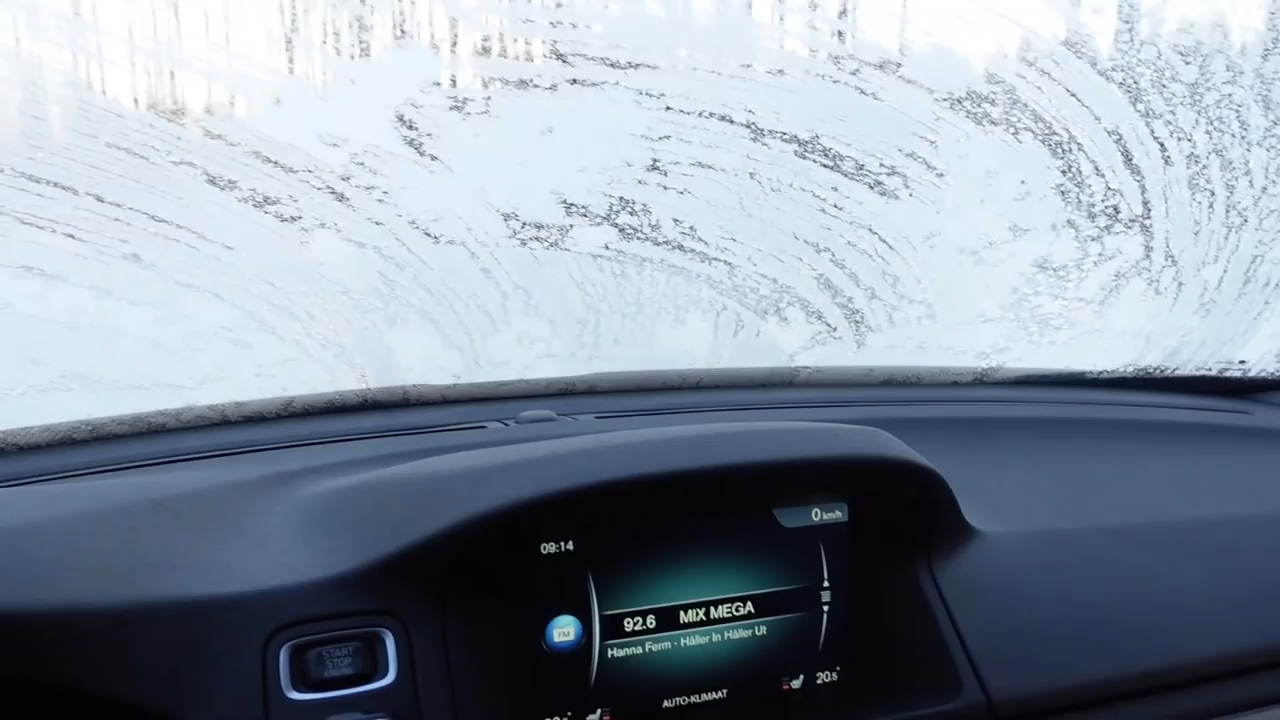 0 km/h
09:14
92.6 MIX MEGA
FM
Hanna Ferm - Håller In Håller Ut
START
STOP
ENGINE
20.5°
AUTO-KLIMAAT